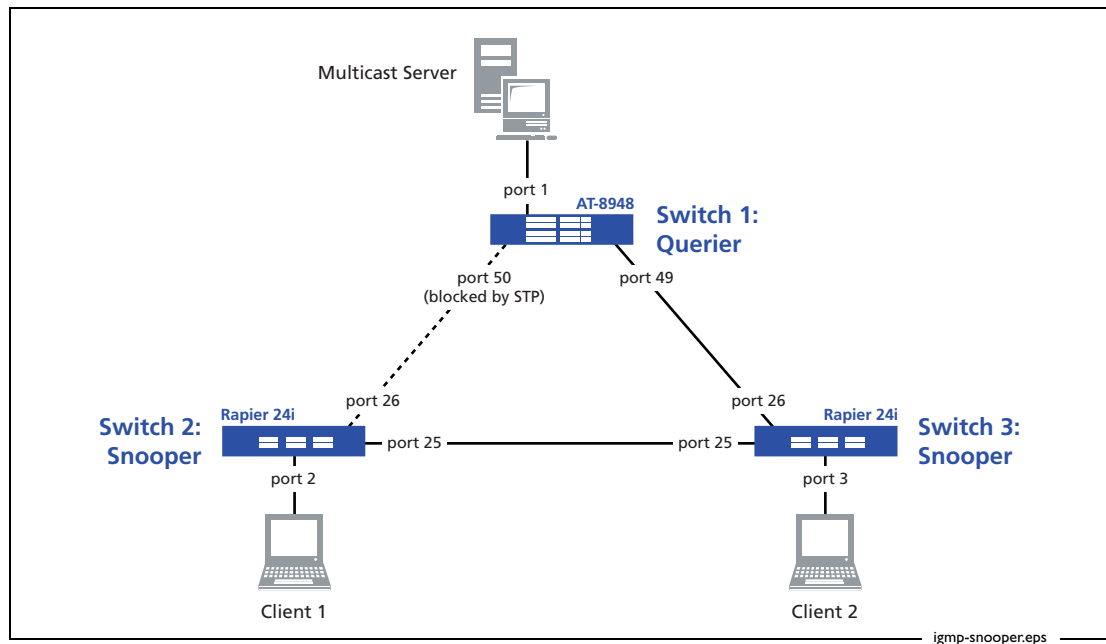 Multicast Server
port 1
AT-8948
Switch 1:
Querier
port 50
(blocked by STP)
port 49
port 26
port 26
Rapier 24i
Rapier 24i
Switch 2:
Snooper
port 25
port 25
Switch 3:
Snooper
port 2
port 3
Client 1
Client 2
igmp-snooper.eps